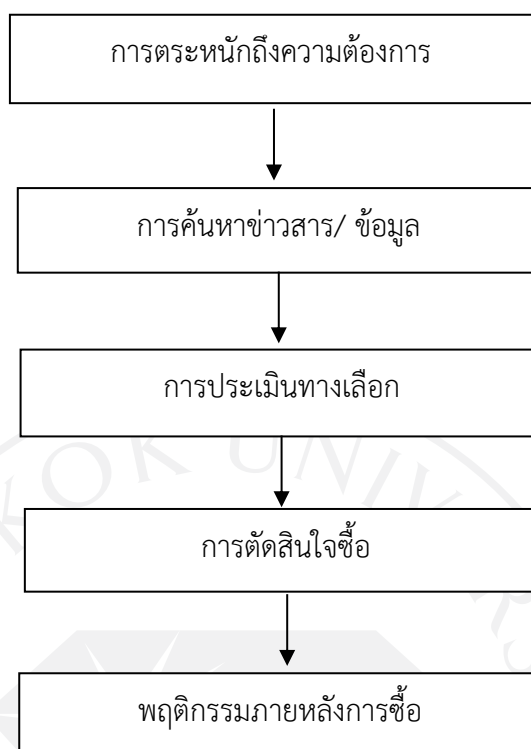 การตระหนักถึงความต้องการ
การค้นหาข่าวสาร/ ข้อมูล
การประเมินทางเลือก
KOK UNIVERS
การตัดสินใจซื้อ
พฤติกรรมภายหลังการซื้อ